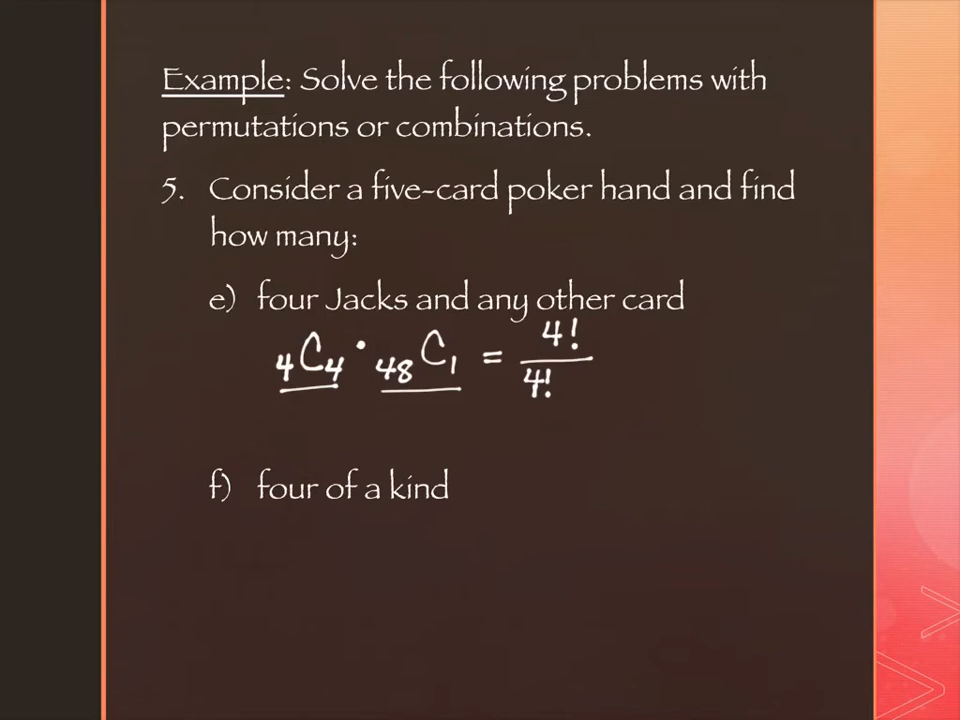 Example: Solve the following problems with
permutations or combinations.
5. Consider a five-card poker hand and find
how many:
e) four Jacks and any other card
₄C₄ · ₄₈C₁ = 4!/4!
f) four of a kind